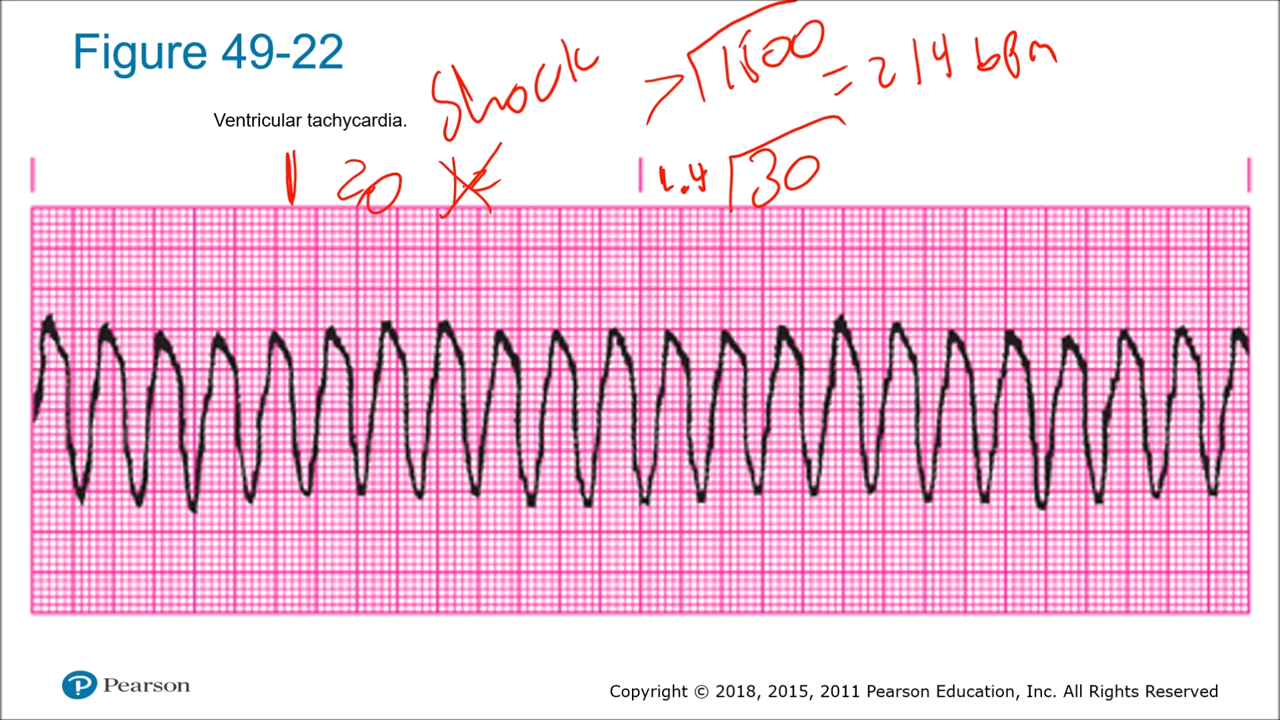 Figure 49-22
Shock
1500
= 214 bpm
Ventricular tachycardia.
20
1.4
30
Pearson
Copyright © 2018, 2015, 2011 Pearson Education, Inc. All Rights Reserved